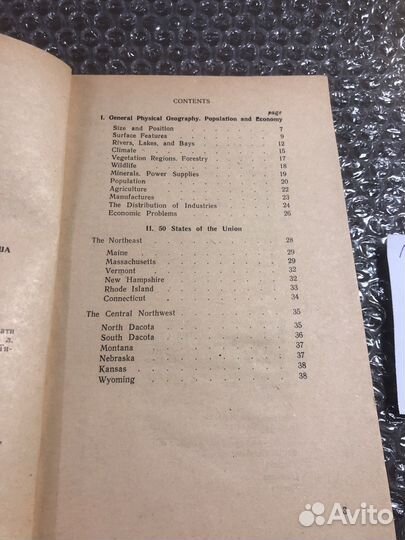 CONTENTS
page
I. General Physical Geography. Population and Economy
Size and Position 7
Surface Features 9
Rivers, Lakes, and Bays 12
Climate 15
Vegetation Regions. Forestry 17
Wildlife 18
Minerals. Power Supplies 19
Population 20
Agriculture 22
Manufactures 23
The Distribution of Industries 24
Economic Problems 26
II. 50 States of the Union
The Northeast 28
Maine 29
Massachusetts 29
Vermont 32
New Hampshire 32
Rhode Island 33
Connecticut 34
The Central Northwest 35
North Dacota 35
South Dacota 36
Montana 37
Nebraska 37
Kansas 38
Wyoming 38
Avito